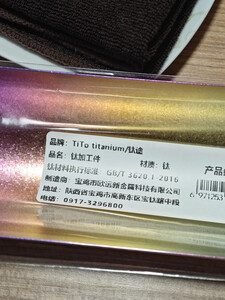 品牌: TiTo titanium/钛途
品名: 钛加工件 材质: 钛
钛材料执行标准 GB/T 3620.1-2016
制造商: 宝鸡市欣远新金属科技有限公司
地址: 陕西省宝鸡市高新东区宝钛路中段
电话: 0917-3296800
产品
6 971253